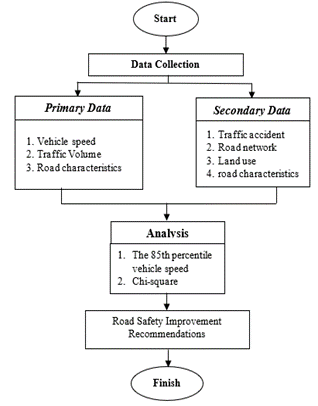 Start
Data Collection
Primary Data
1. Vehicle speed
2. Traffic Volume
3. Road characteristics
Secondary Data
1. Traffic accident
2. Road network
3. Land use
4. road characteristics
Analysis
1. The 85th percentile
vehicle speed
2. Chi-square
Road Safety Improvement
Recommendations
Finish